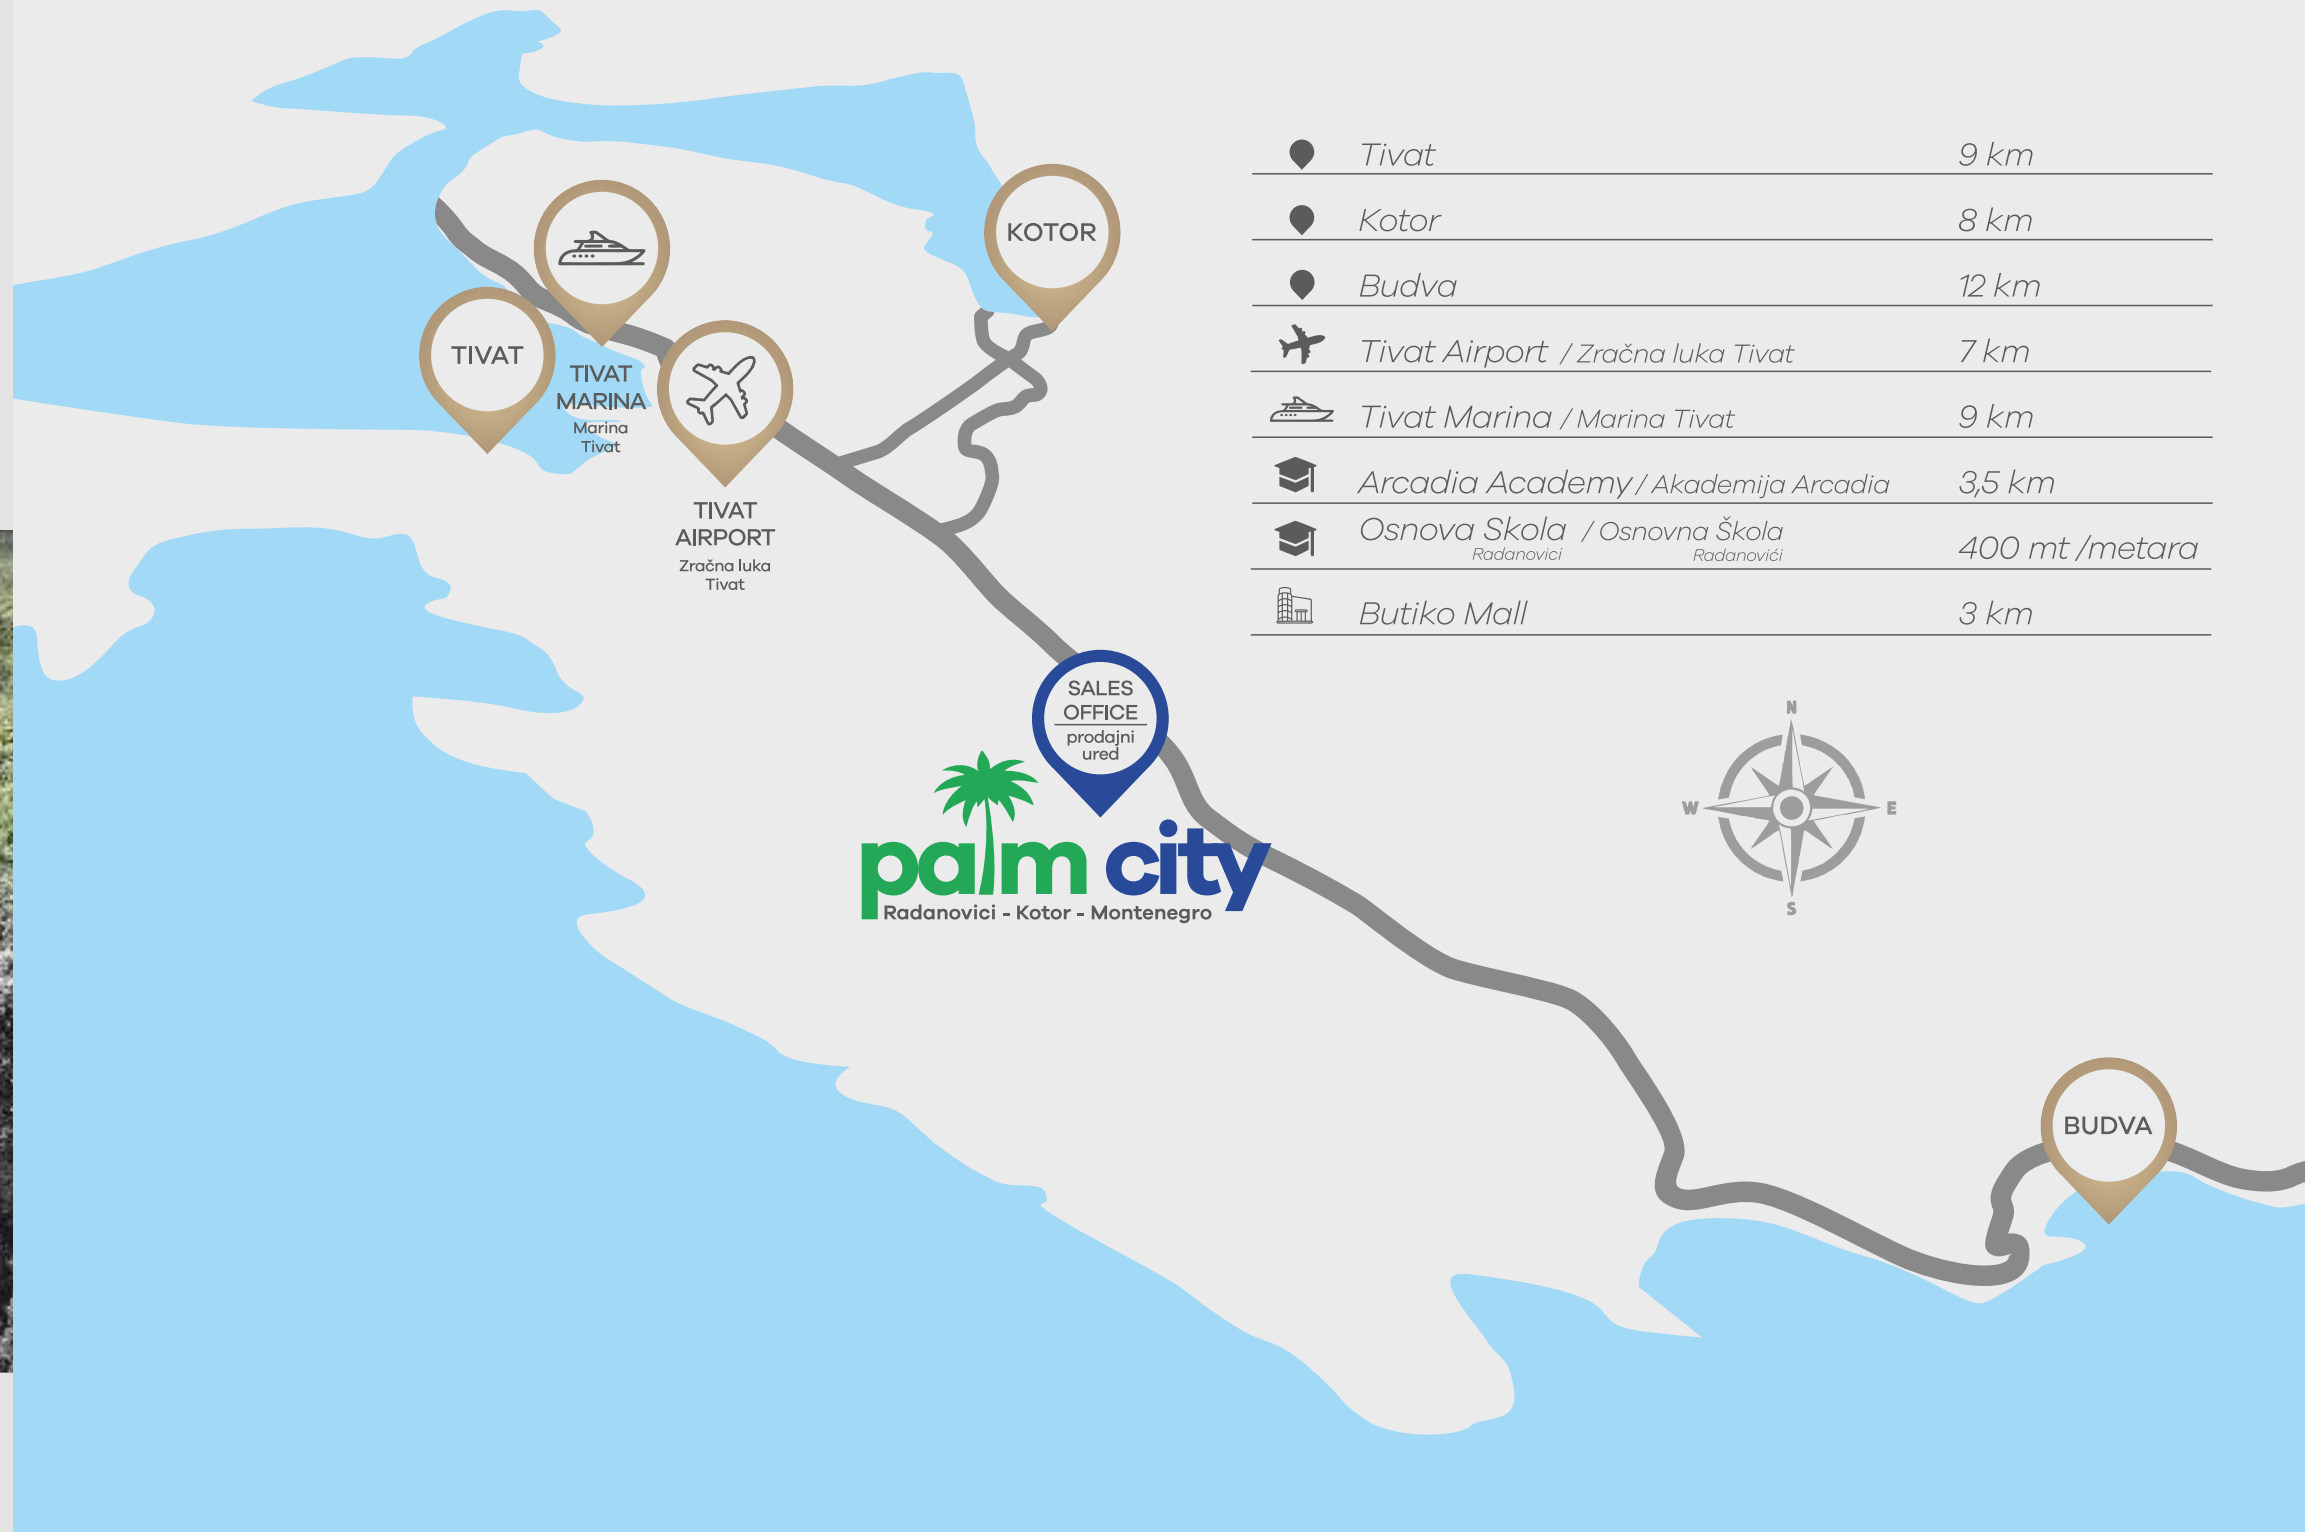 KOTOR
TIVAT
TIVAT
MARINA
Marina
Tivat
TIVAT
AIRPORT
Zračna luka
Tivat
SALES
OFFICE
prodajni
ured
palm city
Radanovici - Kotor - Montenegro
Tivat 9 km
Kotor 8 km
Budva 12 km
Tivat Airport / Zračna luka Tivat 7 km
Tivat Marina / Marina Tivat 9 km
Arcadia Academy / Akademija Arcadia 3,5 km
Osnova Skola / Osnovna Škola
Radanovici Radanovići 400 mt /metara
Butiko Mall 3 km
N
W E
S
BUDVA